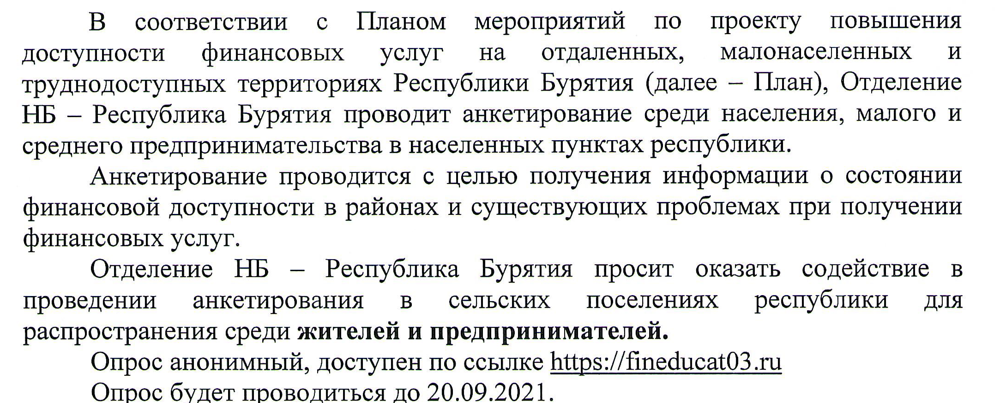 В соответствии с Планом мероприятий по проекту повышения
доступности финансовых услуг на отдаленных, малонаселенных и
труднодоступных территориях Республики Бурятия (далее – План), Отделение
НБ – Республика Бурятия проводит анкетирование среди населения, малого и
среднего предпринимательства в населенных пунктах республики.
Анкетирование проводится с целью получения информации о состоянии
финансовой доступности в районах и существующих проблемах при получении
финансовых услуг.
Отделение НБ – Республика Бурятия просит оказать содействие в
проведении анкетирования в сельских поселениях республики для
распространения среди жителей и предпринимателей.
Опрос анонимный, доступен по ссылке https://fineducat03.ru
Опрос будет проводиться до 20.09.2021.